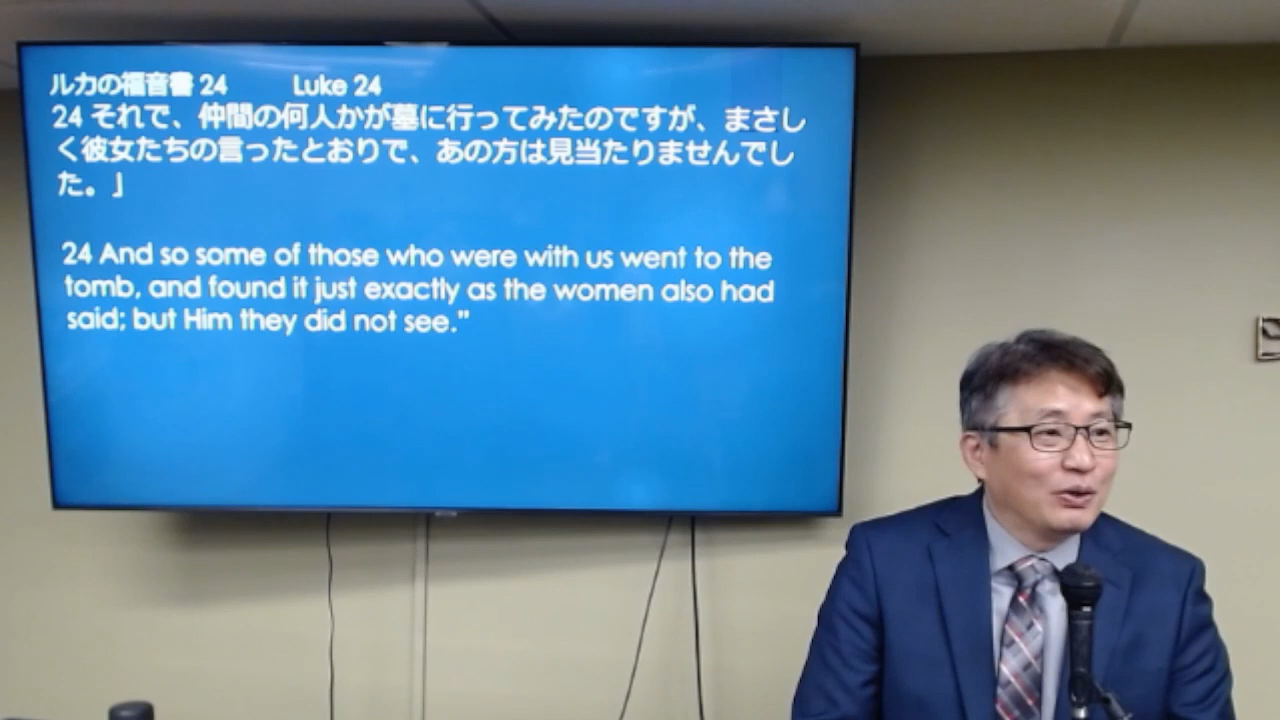 ルカの福音書 24 Luke 24
24 それで、仲間の何人かが墓に行ってみたのですが、まさし
く彼女たちの言ったとおりで、あの方は見当たりませんでし
た。」
24 And so some of those who were with us went to the
tomb, and found it just exactly as the women also had
said; but Him they did not see.”